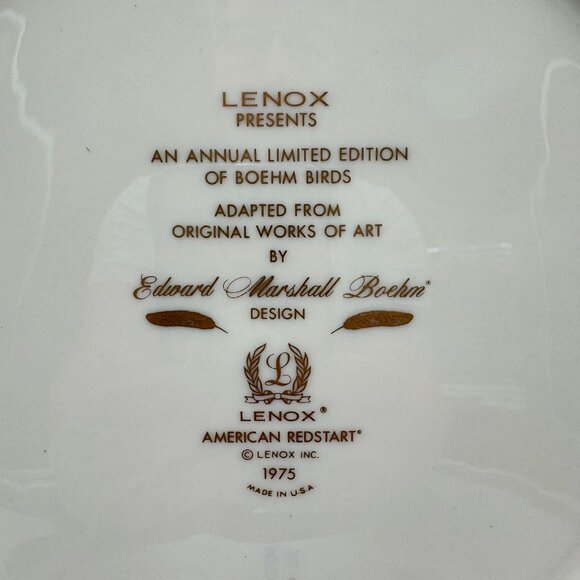 LENOX
PRESENTS
AN ANNUAL LIMITED EDITION
OF BOEHM BIRDS
ADAPTED FROM
ORIGINAL WORKS OF ART
BY
Edward Marshall Boehm®
DESIGN
L
LENOX®
AMERICAN REDSTART©
© LENOX INC.
1975
MADE IN U.S.A.